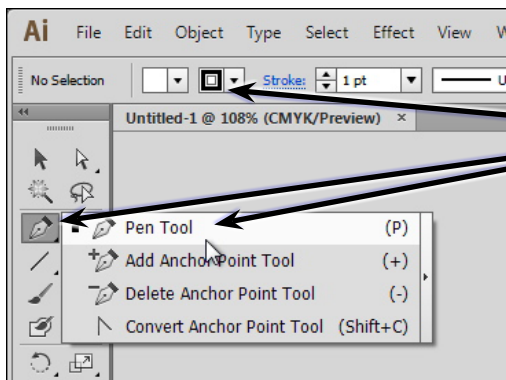 Ai File Edit Object Type Select Effect View
No Selection Stroke: 1 pt
Untitled-1 @ 108% (CMYK/Preview) ×
Pen Tool (P)
Add Anchor Point Tool (+)
Delete Anchor Point Tool (-)
Convert Anchor Point Tool (Shift+C)